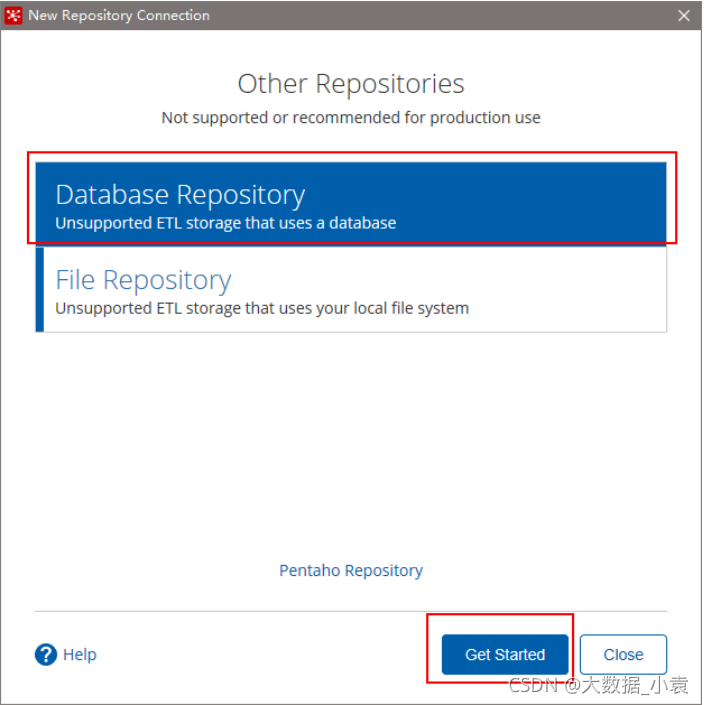 New Repository Connection
Other Repositories
Not supported or recommended for production use
Database Repository
Unsupported ETL storage that uses a database
File Repository
Unsupported ETL storage that uses your local file system
Pentaho Repository
? Help
Get Started
Close
CSDN @大数据_小袁